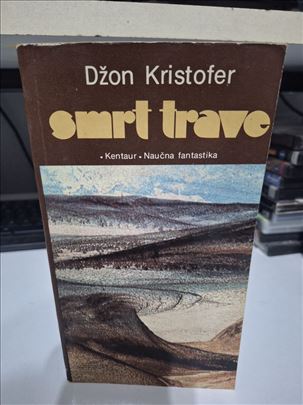 Džon Kristofer
smrt trave
• Kentaur • Naučna fantastika